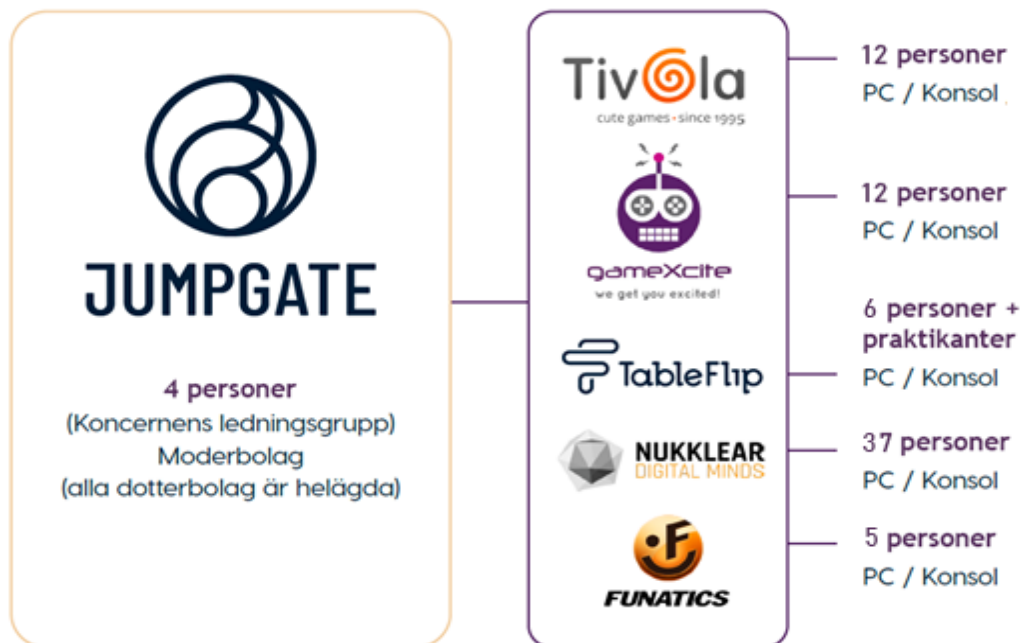 JUMPGATE
4 personer
(Koncernens ledningsgrupp)
Moderbolag
(alla dotterbolag är helägda)
Tivola
cute games • since 1995
12 personer
PC / Konsol
gameXcite
we get you excited!
12 personer
PC / Konsol
TableFlip
6 personer +
praktikanter
PC / Konsol
NUKKLEAR
DIGITAL MINDS
37 personer
PC / Konsol
F
FUNATICS
5 personer
PC / Konsol